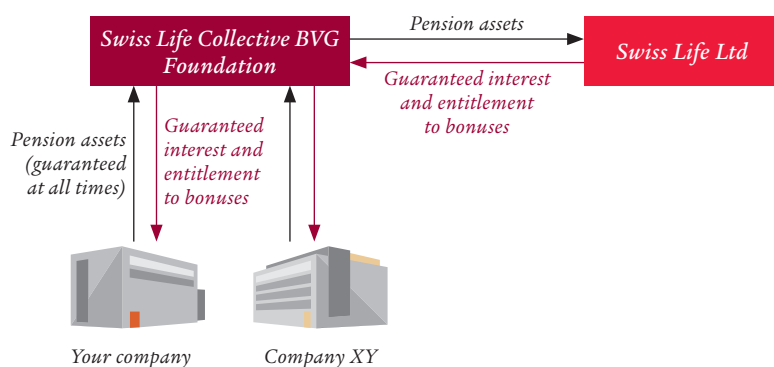 Swiss Life Collective BVG
Foundation
Pension assets
Swiss Life Ltd
Guaranteed interest
and entitlement
to bonuses
Pension assets
(guaranteed
at all times)
Guaranteed
interest and
entitlement
to bonuses
Your company
Company XY